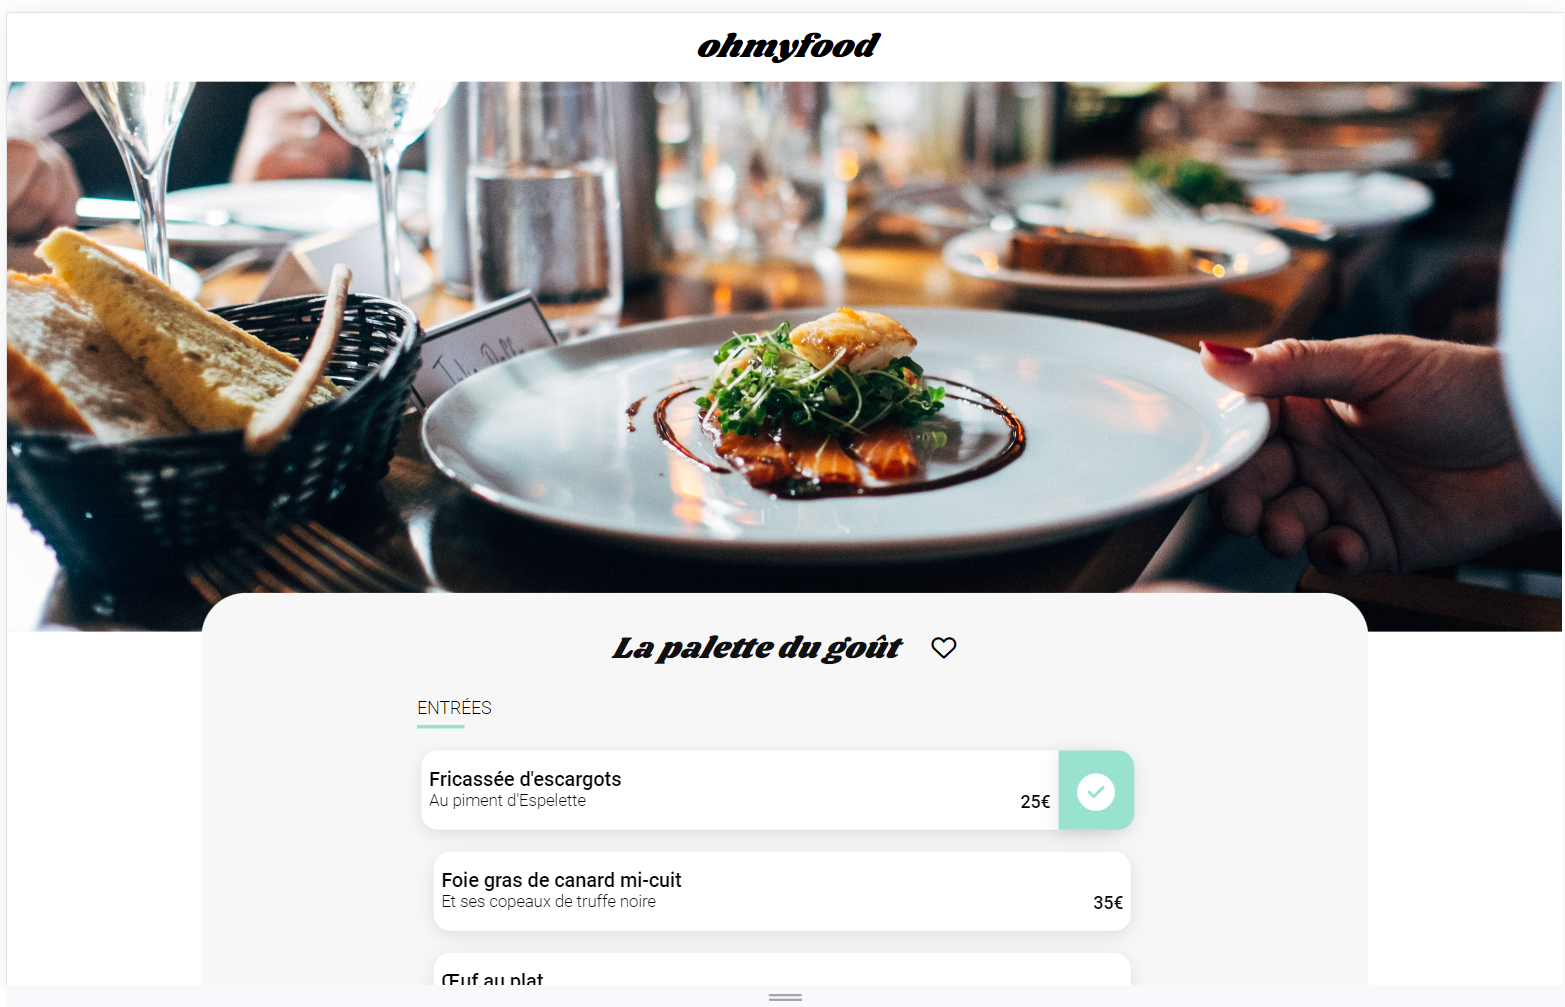 ohmyfood
La palette du goût
ENTRÉES
Fricassée d'escargots
Au piment d'Espelette
25€
Foie gras de canard mi-cuit
Et ses copeaux de truffe noire
35€
Œuf au plat